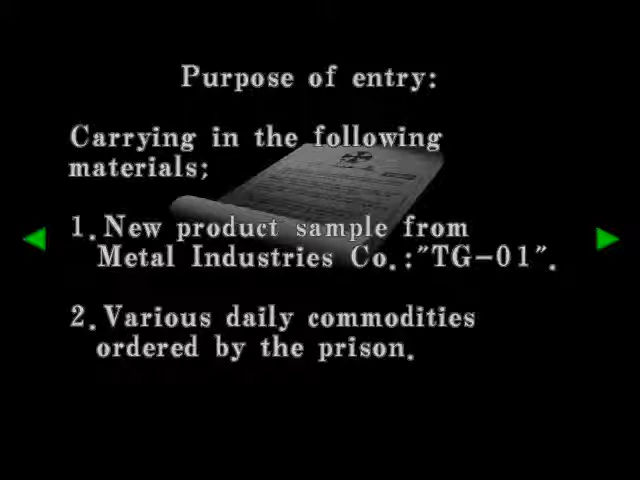 Purpose of entry:
Carrying in the following
materials;
1.New product sample from
Metal Industries Co.:"TG-01".
2.Various daily commodities
ordered by the prison.